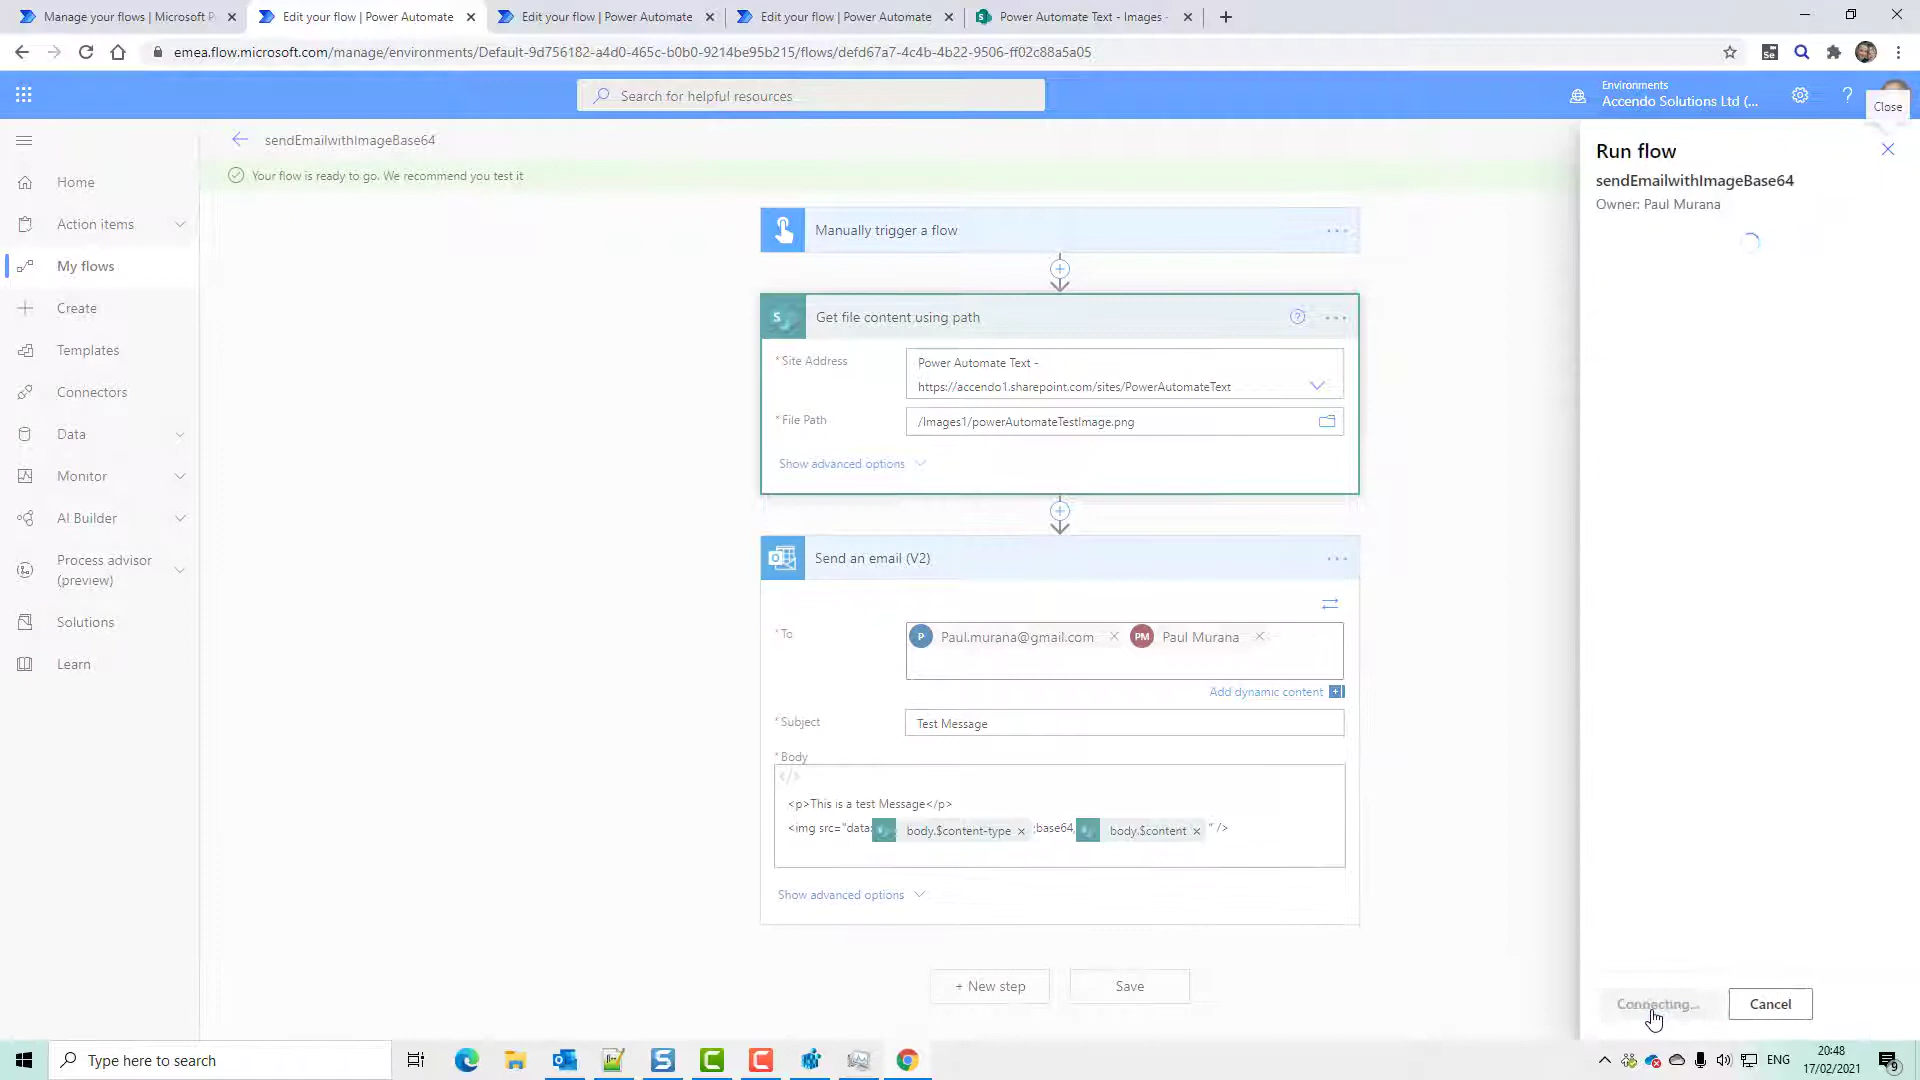 Manage your flows | Microsoft P
Edit your flow | Power Automate
Edit your flow | Power Automate
Edit your flow | Power Automate
Power Automate Text - Images -
emea.flow.microsoft.com/manage/environments/Default-9d756182-a4d0-465c-b0b0-9214be95b215/flows/defd67a7-4c4b-4b22-9506-ff02c88a5a05
Se
Search for helpful resources
Environments
Accendo Solutions Ltd (...
?
Close
sendEmailwithImageBase64
Your flow is ready to go. We recommend you test it
Home
Action items
My flows
Create
Templates
Connectors
Data
Monitor
AI Builder
Process advisor
(preview)
Solutions
Learn
Manually trigger a flow
S
Get file content using path
* Site Address
Power Automate Text -
https://accendo1.sharepoint.com/sites/PowerAutomateText
* File Path
/Images1/powerAutomateTestImage.png
Show advanced options
Send an email (V2)
* To
P
Paul.murana@gmail.com
PM
Paul Murana
Add dynamic content
* Subject
Test Message
* Body
</>
<p>This is a test Message</p>
<img src="data: body.$content-type ;base64, body.$content " />
Show advanced options
+ New step
Save
Run flow
sendEmailwithImageBase64
Owner: Paul Murana
Connecting...
Cancel
Type here to search
ENG
20:48
17/02/2021
9